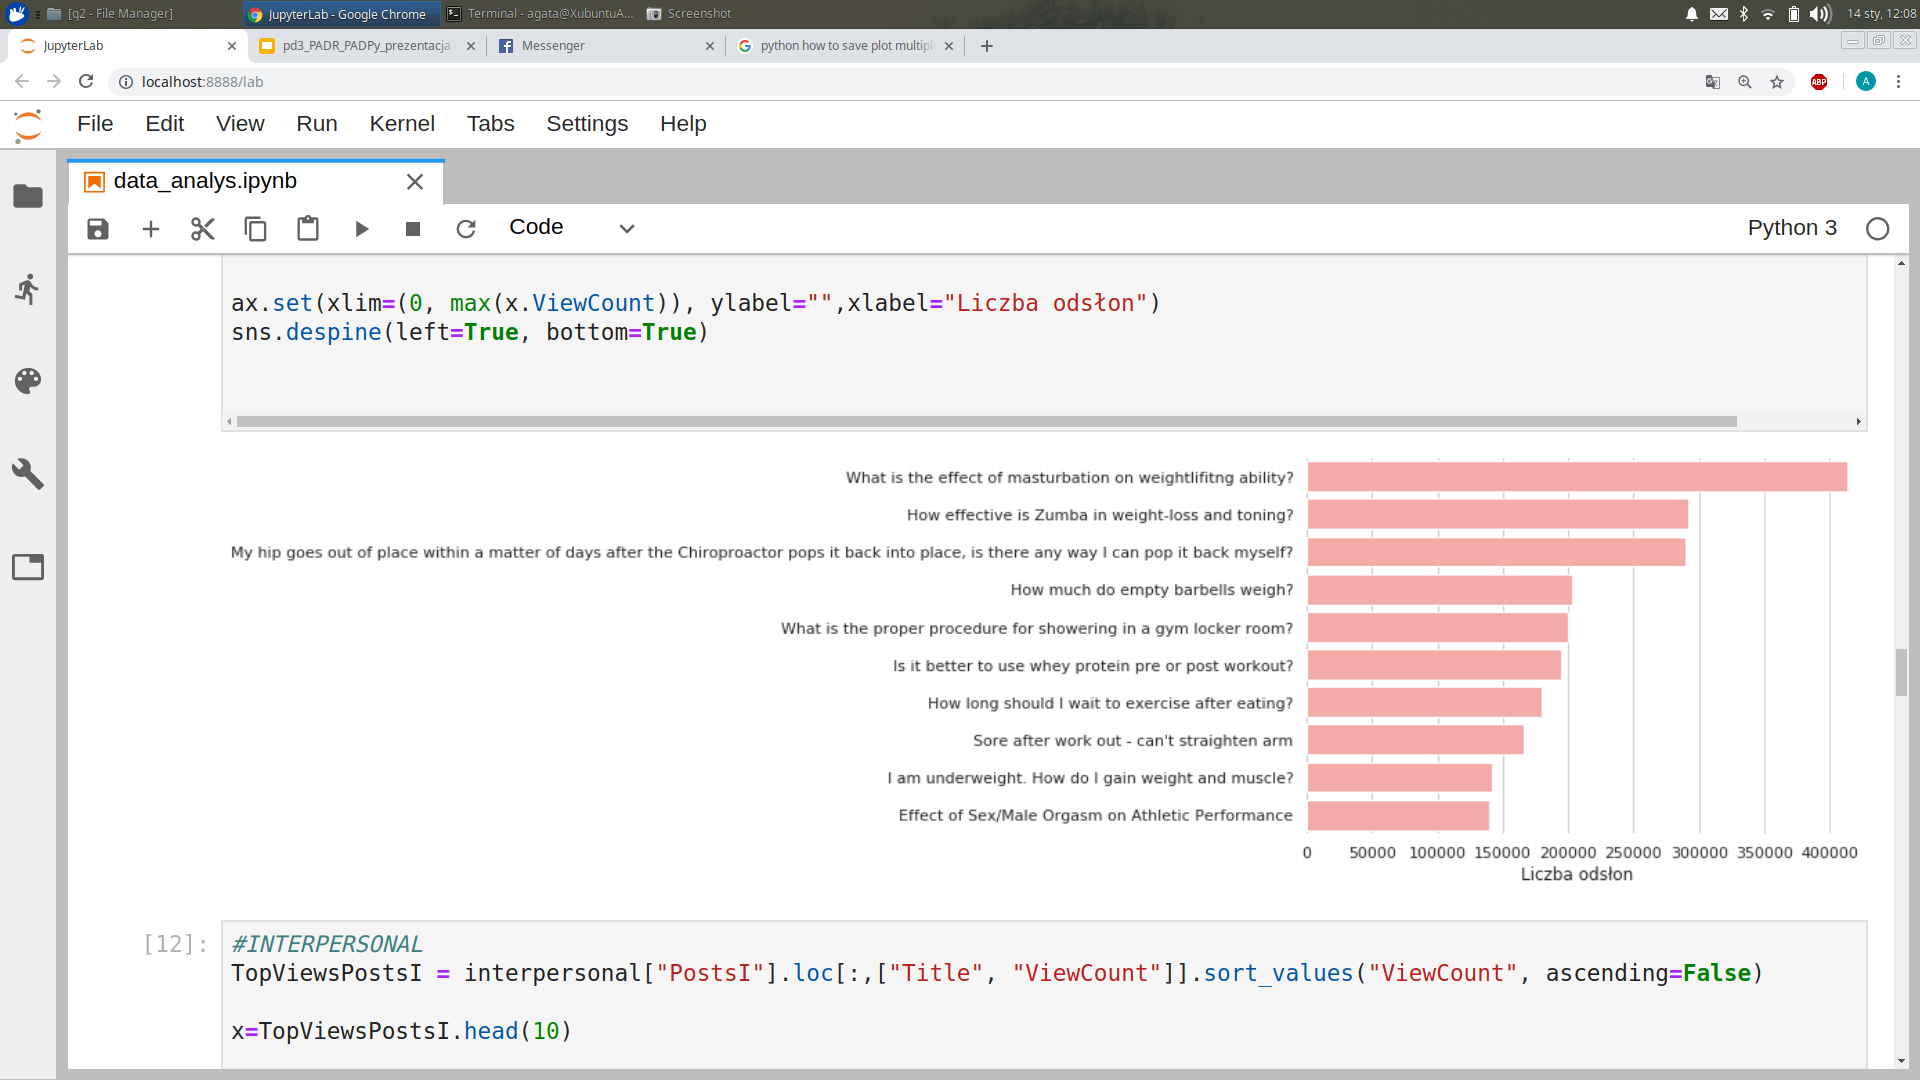 [q2 - File Manager]
JupyterLab - Google Chrome
Terminal - agata@XubuntuA...
Screenshot
14 sty, 12:08
JupyterLab
pd3_PADR_PADPy_prezentacja
Messenger
python how to save plot multipl
localhost:8888/lab
ABP
A
File Edit View Run Kernel Tabs Settings Help
data_analys.ipynb
Code
Python 3
ax.set(xlim=(0, max(x.ViewCount)), ylabel="",xlabel="Liczba odsłon")
sns.despine(left=True, bottom=True)
What is the effect of masturbation on weightlifitng ability?
How effective is Zumba in weight-loss and toning?
My hip goes out of place within a matter of days after the Chiroproactor pops it back into place, is there any way I can pop it back myself?
How much do empty barbells weigh?
What is the proper procedure for showering in a gym locker room?
Is it better to use whey protein pre or post workout?
How long should I wait to exercise after eating?
Sore after work out - can't straighten arm
I am underweight. How do I gain weight and muscle?
Effect of Sex/Male Orgasm on Athletic Performance
0 50000 100000 150000 200000 250000 300000 350000 400000
Liczba odsłon
[12]:
#INTERPERSONAL
TopViewsPostsI = interpersonal["PostsI"].loc[:,["Title", "ViewCount"]].sort_values("ViewCount", ascending=False)
x=TopViewsPostsI.head(10)